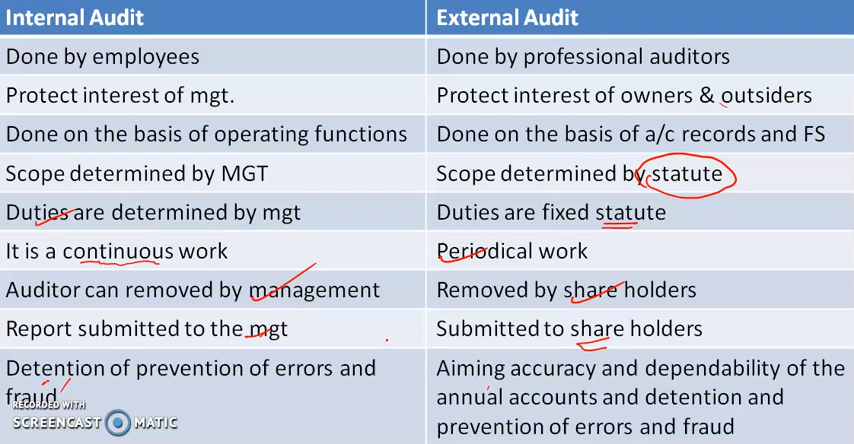 Internal Audit
External Audit
Done by employees
Done by professional auditors
Protect interest of mgt.
Protect interest of owners & outsiders
Done on the basis of operating functions
Done on the basis of a/c records and FS
Scope determined by MGT
Scope determined by statute
Duties are determined by mgt
Duties are fixed statute
It is a continuous work
Periodical work
Auditor can removed by management
Removed by share holders
Report submitted to the mgt
Submitted to share holders
Detention of prevention of errors and
fraud
Aiming accuracy and dependability of the
annual accounts and detention and
prevention of errors and fraud
RECORDED WITH
SCREENCAST MATIC